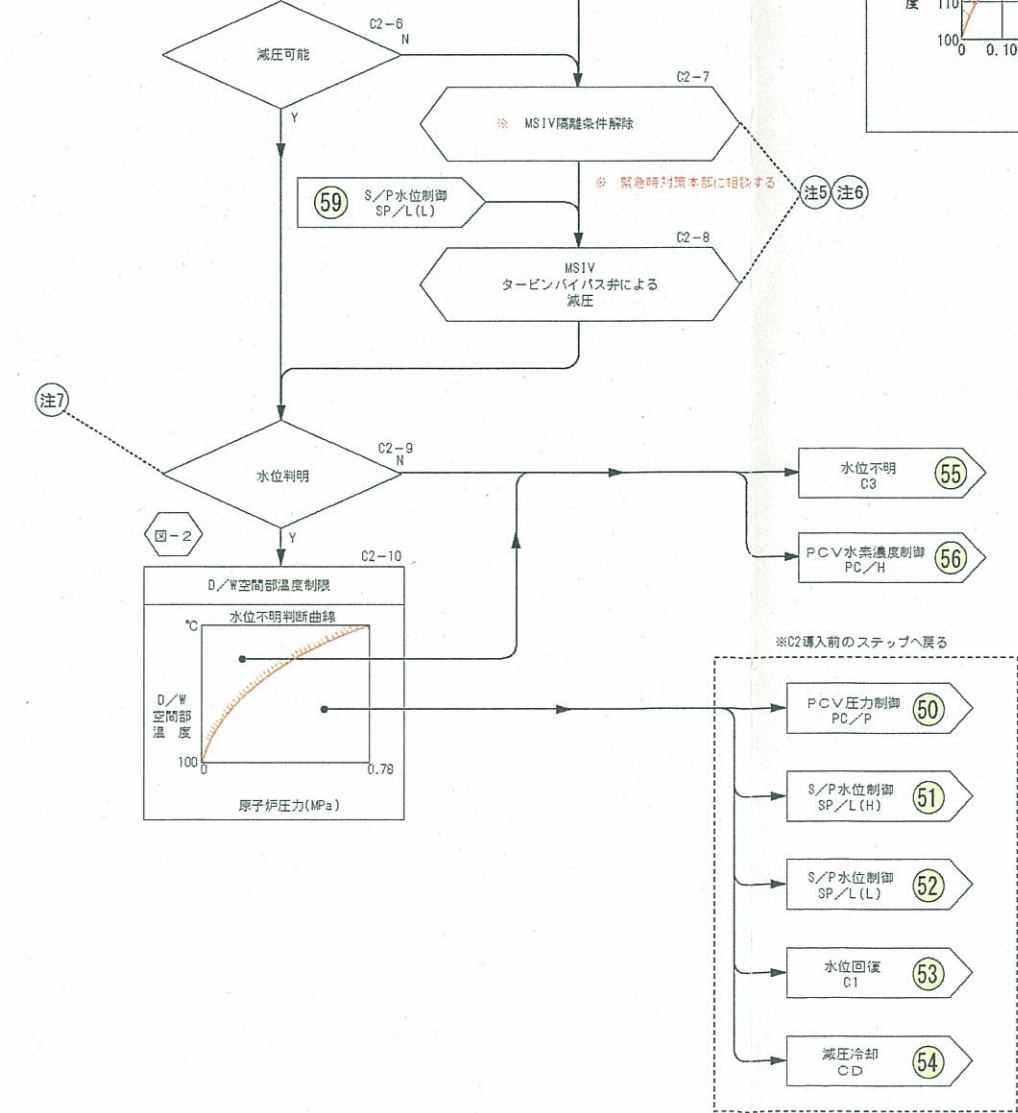 C2-6
減圧可能
N
Y
度
110
100
0
0.10
C2-7
※ MSIV隔離条件解除
※ 緊急時対策本部に相談する
注5
注6
59
S/P水位制御
SP/L(L)
C2-8
MSIV
タービンバイパス弁による
減圧
注7
C2-9
水位判明
N
Y
水位不明
C3
55
PCV水素濃度制御
PC/H
56
図-2
C2-10
D/W空間部温度制限
水位不明判断曲線
℃
D/W
空間部
温 度
100
0
0.78
原子炉圧力(MPa)
※C2導入前のステップへ戻る
PCV圧力制御
PC/P
50
S/P水位制御
SP/L(H)
51
S/P水位制御
SP/L(L)
52
水位回復
C1
53
減圧冷却
CD
54